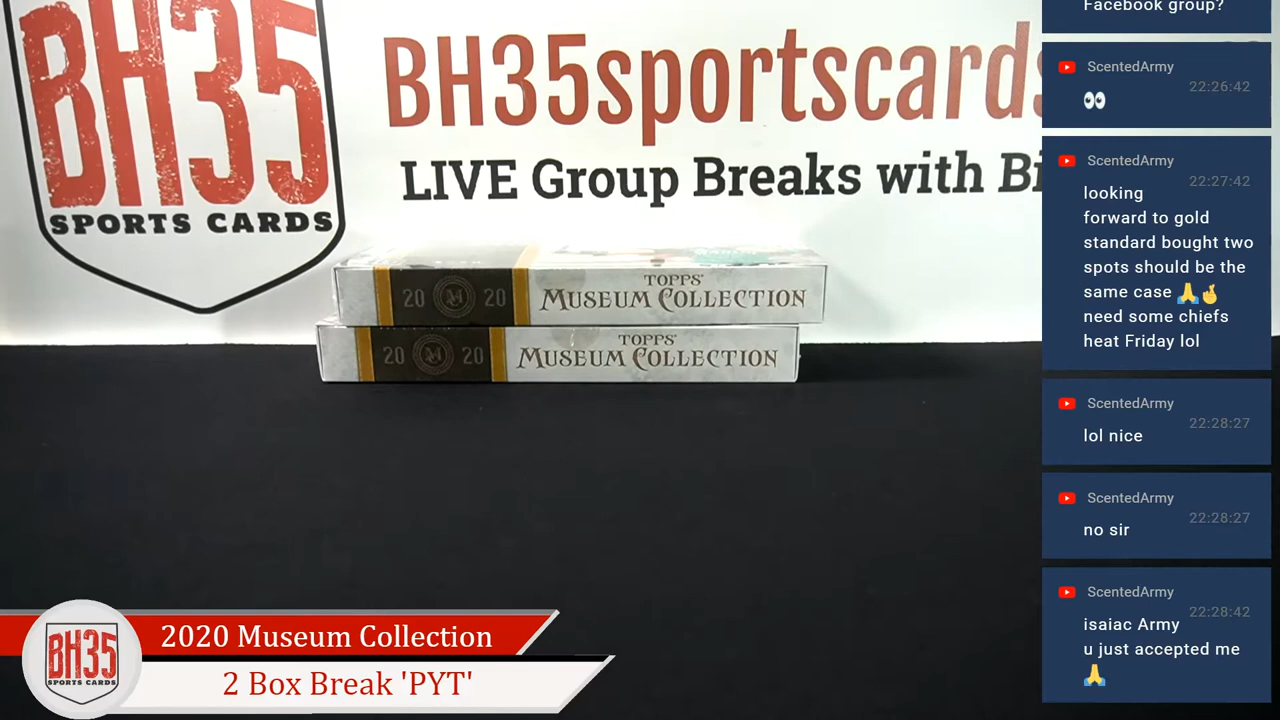 BH35
SPORTS CARDS
BH35sportscards
LIVE Group Breaks with Bi
20 M 20
TOPPS
MUSEUM COLLECTION
20 M 20
TOPPS
MUSEUM COLLECTION
BH35
SPORTS CARDS
2020 Museum Collection
2 Box Break 'PYT'
Facebook group?
ScentedArmy
22:26:42
👀
ScentedArmy
22:27:42
looking
forward to gold
standard bought two
spots should be the
same case 🙏🤞
need some chiefs
heat Friday lol
ScentedArmy
22:28:27
lol nice
ScentedArmy
22:28:27
no sir
ScentedArmy
22:28:42
isaiac Army
u just accepted me
🙏